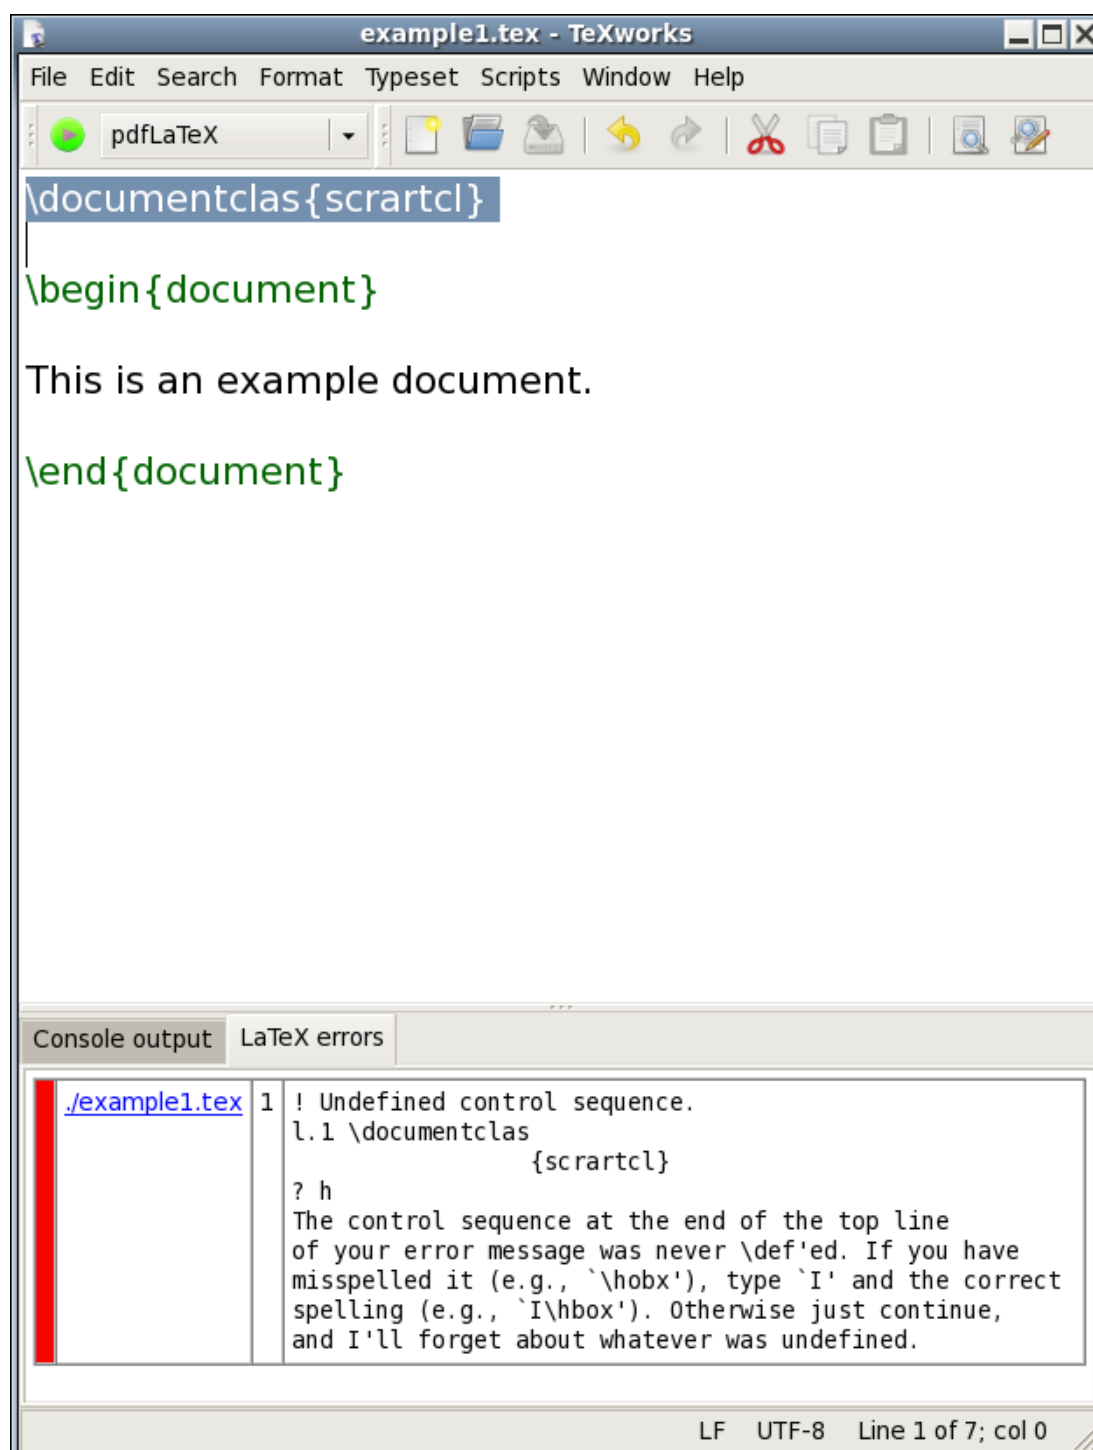 example1.tex - TeXworks
File Edit Search Format Typeset Scripts Window Help
pdfLaTeX
\documentclas{scrartcl}
\begin{document}
This is an example document.
\end{document}
Console output LaTeX errors
./example1.tex 1 ! Undefined control sequence.
l.1 \documentclas
{scrartcl}
? h
The control sequence at the end of the top line
of your error message was never \def'ed. If you have
misspelled it (e.g., `\hobx'), type `I' and the correct
spelling (e.g., `I\hbox'). Otherwise just continue,
and I'll forget about whatever was undefined.
LF UTF-8 Line 1 of 7; col 0